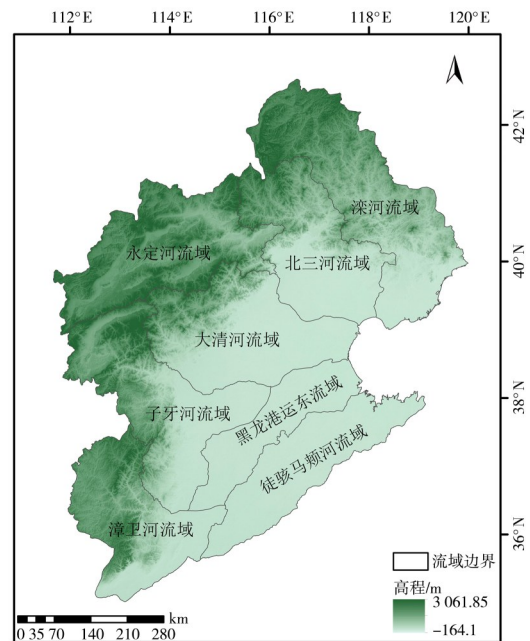 112°E 114°E 116°E 118°E 120°E
42°N
滦河流域
永定河流域
北三河流域
40°N
大清河流域
38°N
子牙河流域
黑龙港运东流域
徒骇马颊河流域
漳卫河流域
36°N
流域边界
高程/m
3 061.85
-164.1
km
0 35 70 140 210 280